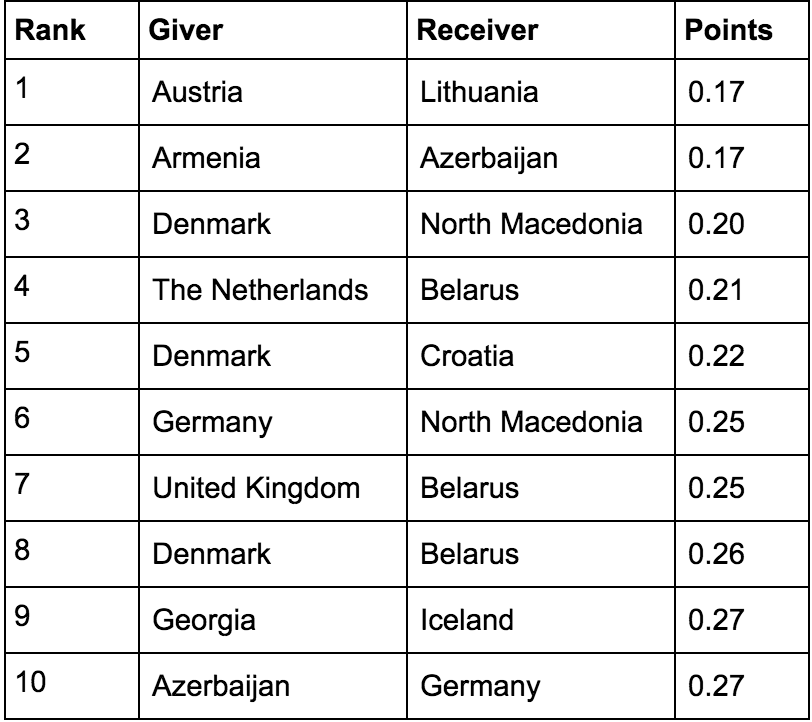 Rank Giver Receiver Points
1 Austria Lithuania 0.17
2 Armenia Azerbaijan 0.17
3 Denmark North Macedonia 0.20
4 The Netherlands Belarus 0.21
5 Denmark Croatia 0.22
6 Germany North Macedonia 0.25
7 United Kingdom Belarus 0.25
8 Denmark Belarus 0.26
9 Georgia Iceland 0.27
10 Azerbaijan Germany 0.27